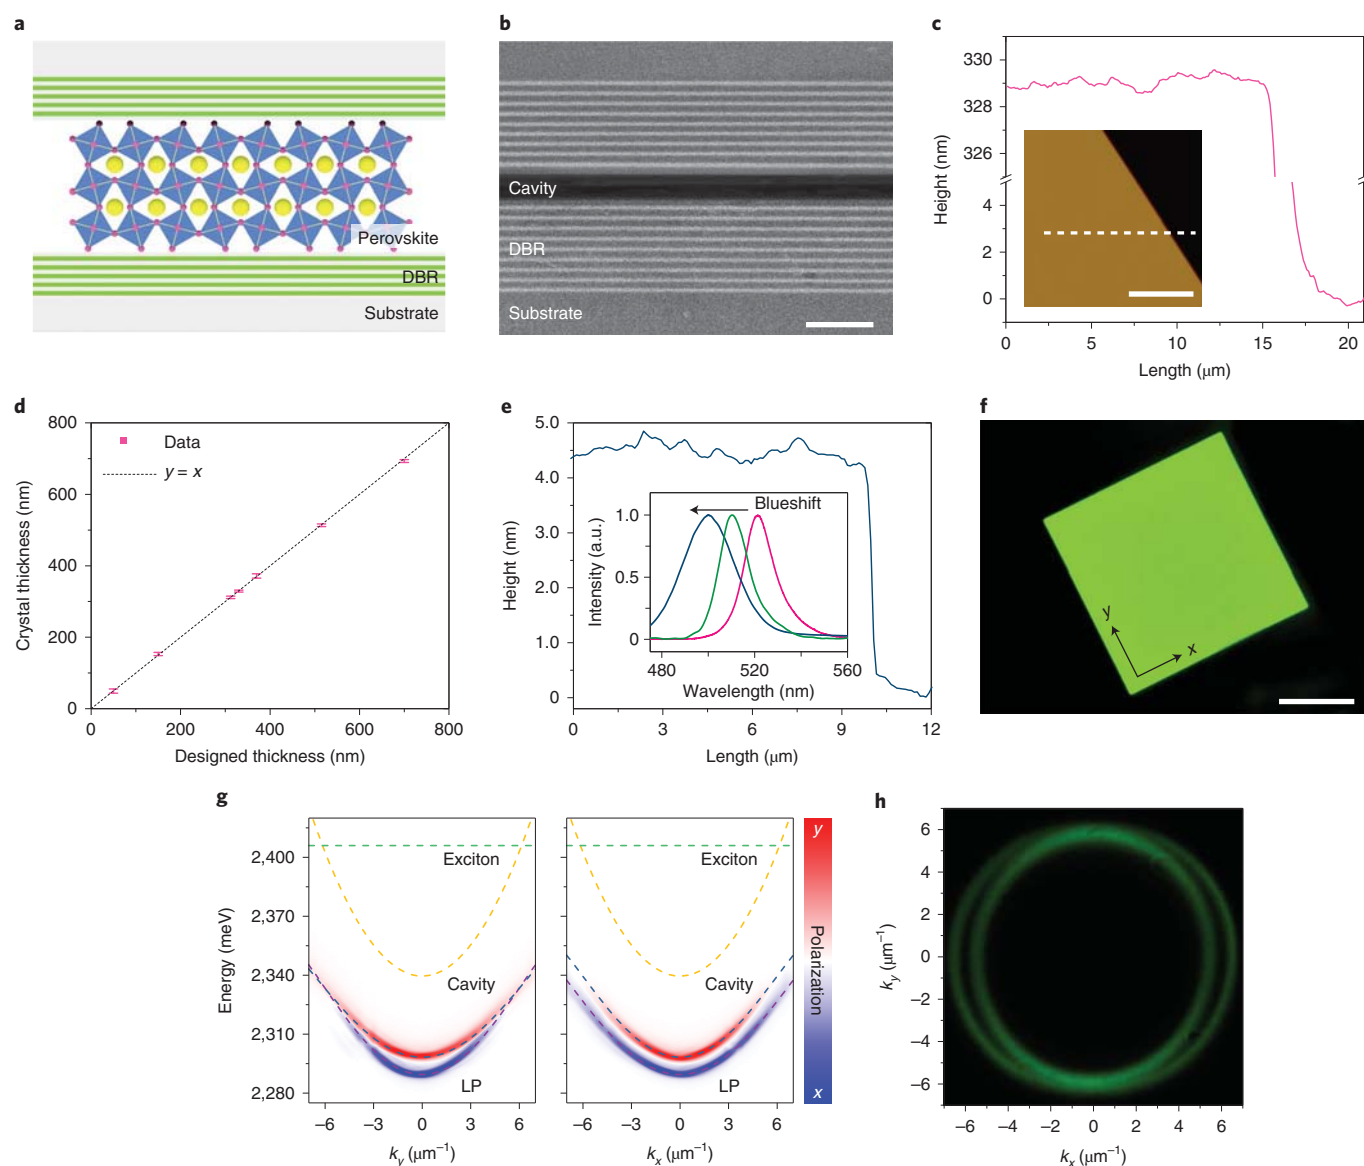 a
Perovskite
DBR
Substrate
b
Cavity
DBR
Substrate
c
330
328
326
4
2
0
Height (nm)
0 5 10 15 20
Length (μm)
d
800
600
400
200
0
Crystal thickness (nm)
Data
y = x
0 200 400 600 800
Designed thickness (nm)
e
5.0
4.0
3.0
2.0
1.0
0
Height (nm)
Blueshift
1.0
0.5
0
Intensity (a.u.)
480 520 560
Wavelength (nm)
0 3 6 9 12
Length (μm)
f
y
x
g
2,400
2,370
2,340
2,310
2,280
Energy (meV)
Exciton
Cavity
LP
–6 –3 0 3 6
k_y (μm⁻¹)
Exciton
Cavity
LP
–6 –3 0 3 6
k_x (μm⁻¹)
y
Polarization
x
h
6
4
2
0
–2
–4
–6
k_y (μm⁻¹)
–6 –4 –2 0 2 4 6
k_x (μm⁻¹)